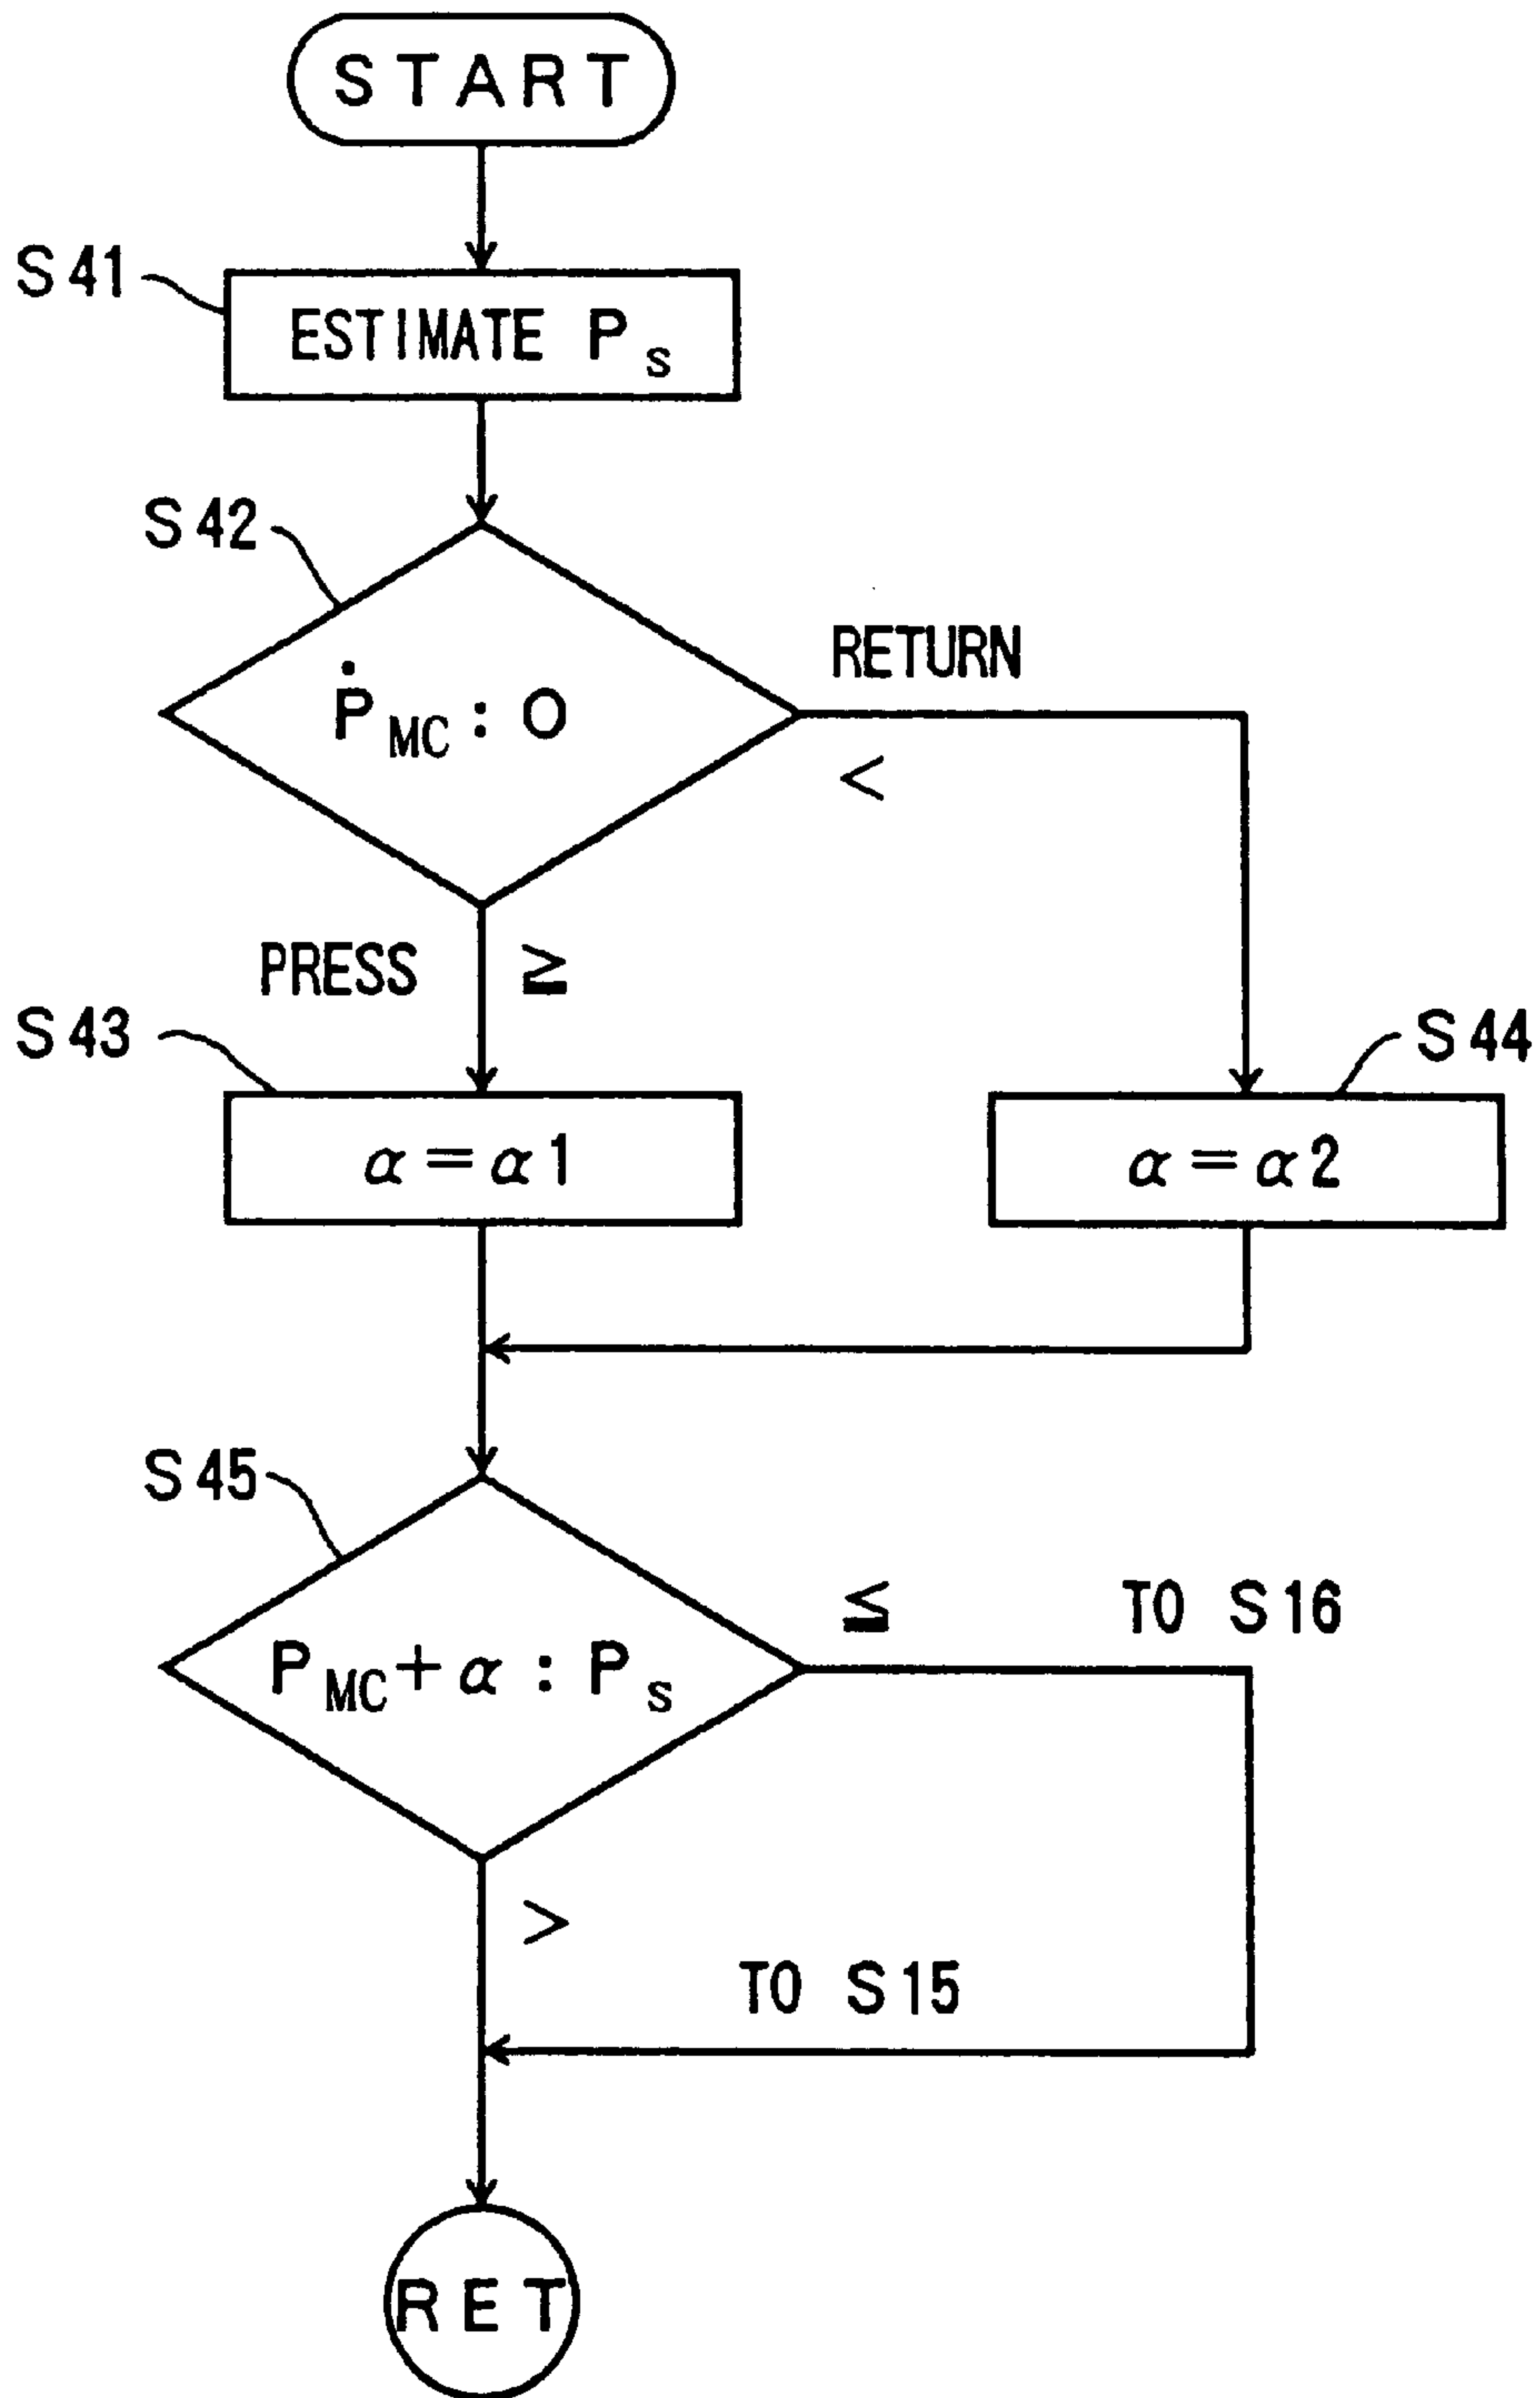 START
S41
ESTIMATE Ps
S42
ṖMC : 0
RETURN
<
PRESS ≧
S43
S44
α=α1
α=α2
S45
≦ TO S16
PMC+α : Ps
>
TO S15
RET